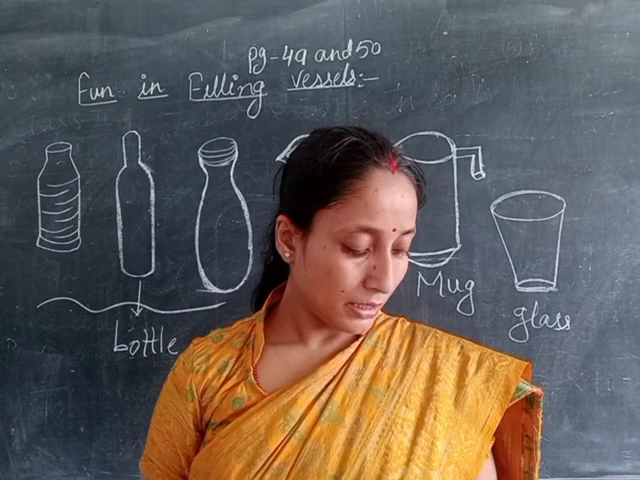 pg-49 and 50
Fun in Filling vessels:-
bottle
Mug
glass